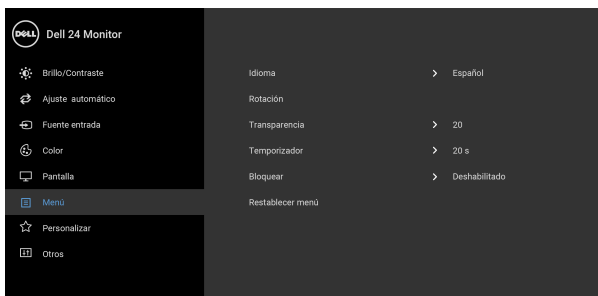 DELL Dell 24 Monitor
Brillo/Contraste
Idioma Español
Ajuste automático
Rotación
Fuente entrada
Transparencia 20
Color
Temporizador 20 s
Pantalla
Bloquear Deshabilitado
Menú
Restablecer menú
Personalizar
Otros